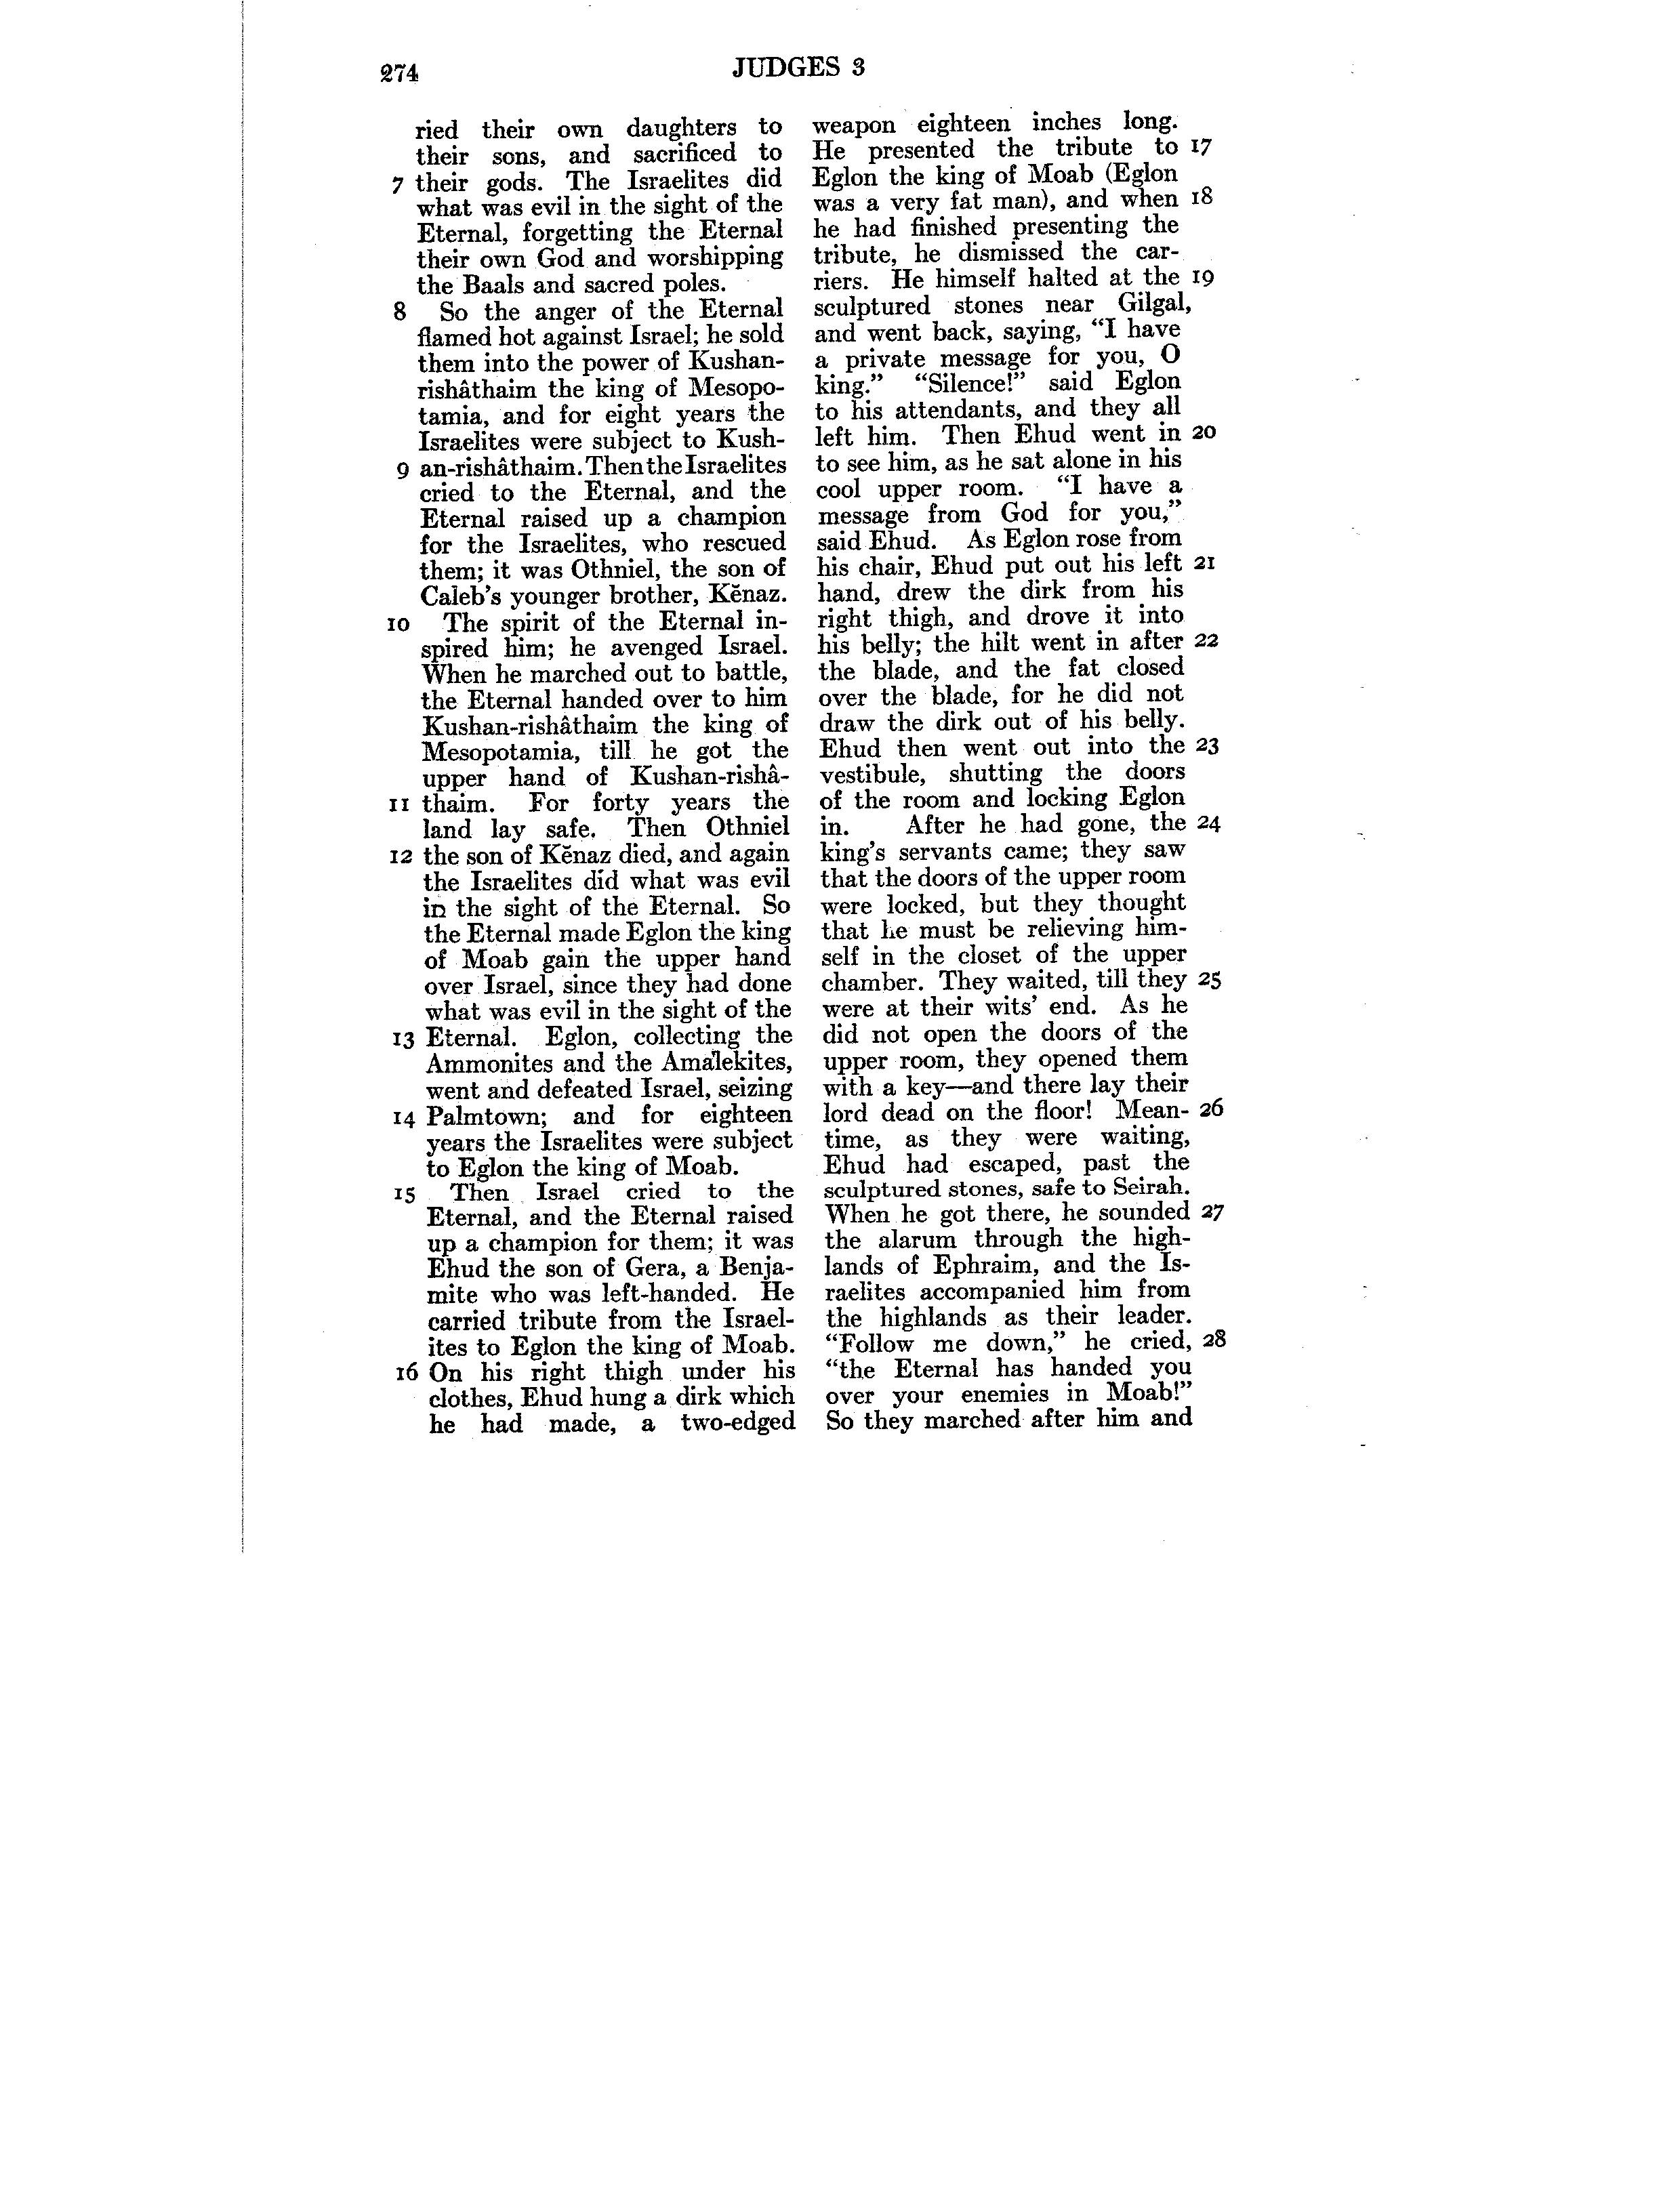 274
JUDGES 3
ried their own daughters to
their sons, and sacrificed to
7 their gods. The Israelites did
what was evil in the sight of the
Eternal, forgetting the Eternal
their own God and worshipping
the Baals and sacred poles.
8 So the anger of the Eternal
flamed hot against Israel; he sold
them into the power of Kushan-
rishâthaim the king of Mesopo-
tamia, and for eight years the
Israelites were subject to Kush-
9 an-rishâthaim. Then the Israelites
cried to the Eternal, and the
Eternal raised up a champion
for the Israelites, who rescued
them; it was Othniel, the son of
Caleb's younger brother, Kĕnaz.
10 The spirit of the Eternal in-
spired him; he avenged Israel.
When he marched out to battle,
the Eternal handed over to him
Kushan-rishâthaim the king of
Mesopotamia, till he got the
upper hand of Kushan-rishâ-
11 thaim. For forty years the
land lay safe. Then Othniel
12 the son of Kĕnaz died, and again
the Israelites did what was evil
in the sight of the Eternal. So
the Eternal made Eglon the king
of Moab gain the upper hand
over Israel, since they had done
what was evil in the sight of the
13 Eternal. Eglon, collecting the
Ammonites and the Amalekites,
went and defeated Israel, seizing
14 Palmtown; and for eighteen
years the Israelites were subject
to Eglon the king of Moab.
15 Then Israel cried to the
Eternal, and the Eternal raised
up a champion for them; it was
Ehud the son of Gera, a Benja-
mite who was left-handed. He
carried tribute from the Israel-
ites to Eglon the king of Moab.
16 On his right thigh under his
clothes, Ehud hung a dirk which
he had made, a two-edged
weapon eighteen inches long.
He presented the tribute to 17
Eglon the king of Moab (Eglon
was a very fat man), and when 18
he had finished presenting the
tribute, he dismissed the car-
riers. He himself halted at the 19
sculptured stones near Gilgal,
and went back, saying, "I have
a private message for you, O
king." "Silence!" said Eglon
to his attendants, and they all
left him. Then Ehud went in 20
to see him, as he sat alone in his
cool upper room. "I have a
message from God for you,"
said Ehud. As Eglon rose from
his chair, Ehud put out his left 21
hand, drew the dirk from his
right thigh, and drove it into
his belly; the hilt went in after 22
the blade, and the fat closed
over the blade, for he did not
draw the dirk out of his belly.
Ehud then went out into the 23
vestibule, shutting the doors
of the room and locking Eglon
in. After he had gone, the 24
king's servants came; they saw
that the doors of the upper room
were locked, but they thought
that he must be relieving him-
self in the closet of the upper
chamber. They waited, till they 25
were at their wits' end. As he
did not open the doors of the
upper room, they opened them
with a key—and there lay their
lord dead on the floor! Mean- 26
time, as they were waiting,
Ehud had escaped, past the
sculptured stones, safe to Seirah.
When he got there, he sounded 27
the alarum through the high-
lands of Ephraim, and the Is-
raelites accompanied him from
the highlands as their leader.
"Follow me down," he cried, 28
"the Eternal has handed you
over your enemies in Moab!"
So they marched after him and